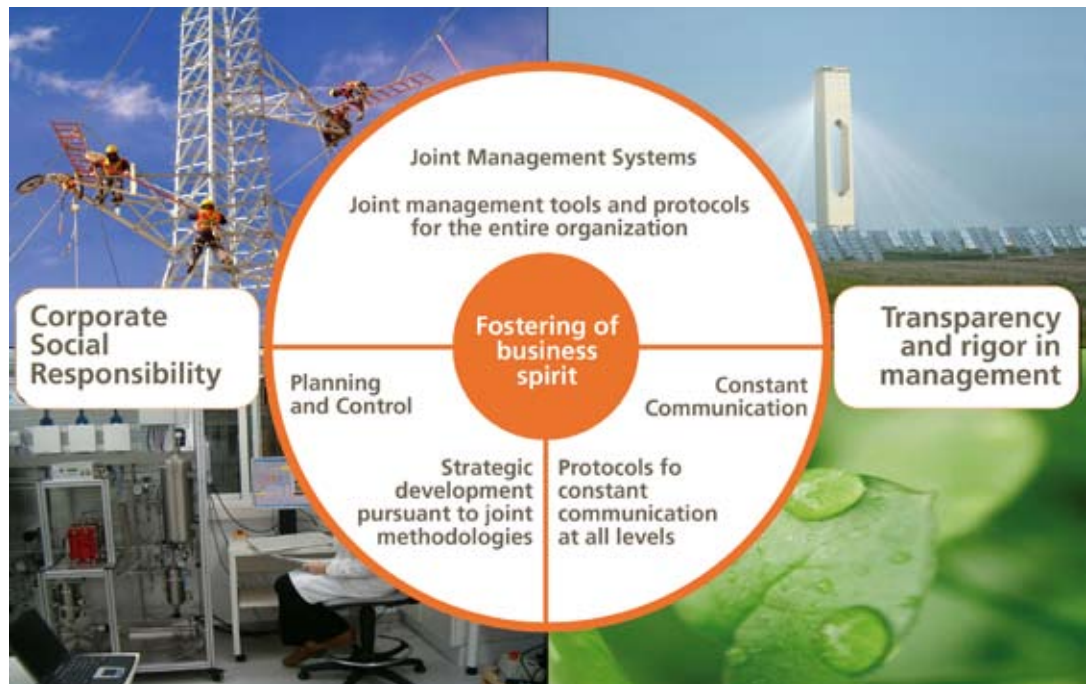 Joint Management Systems
Joint management tools and protocols
for the entire organization
Corporate
Social
Responsibility
Fostering of
business
spirit
Transparency
and rigor in
management
Planning
and Control
Constant
Communication
Strategic
development
pursuant to joint
methodologies
Protocols fo
constant
communication
at all levels